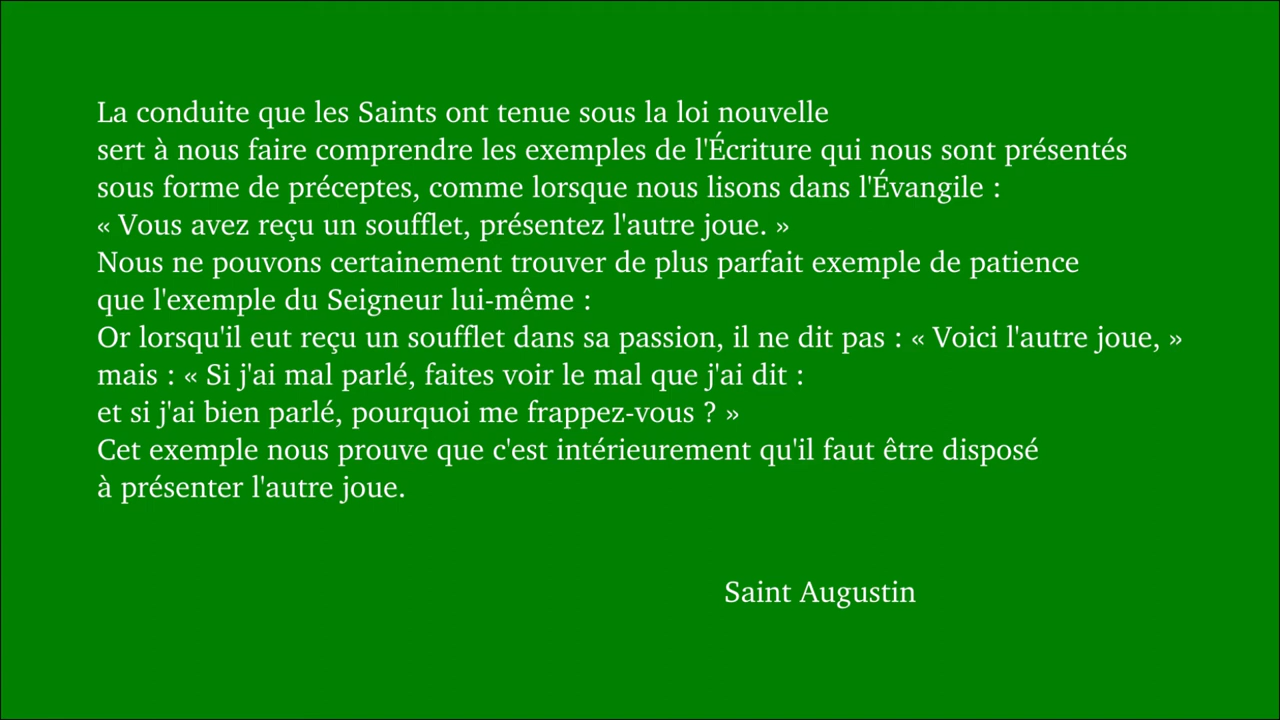 La conduite que les Saints ont tenue sous la loi nouvelle
sert à nous faire comprendre les exemples de l'Écriture qui nous sont présentés
sous forme de préceptes, comme lorsque nous lisons dans l'Évangile :
« Vous avez reçu un soufflet, présentez l'autre joue. »
Nous ne pouvons certainement trouver de plus parfait exemple de patience
que l'exemple du Seigneur lui-même :
Or lorsqu'il eut reçu un soufflet dans sa passion, il ne dit pas : « Voici l'autre joue, »
mais : « Si j'ai mal parlé, faites voir le mal que j'ai dit :
et si j'ai bien parlé, pourquoi me frappez-vous ? »
Cet exemple nous prouve que c'est intérieurement qu'il faut être disposé
à présenter l'autre joue.
Saint Augustin